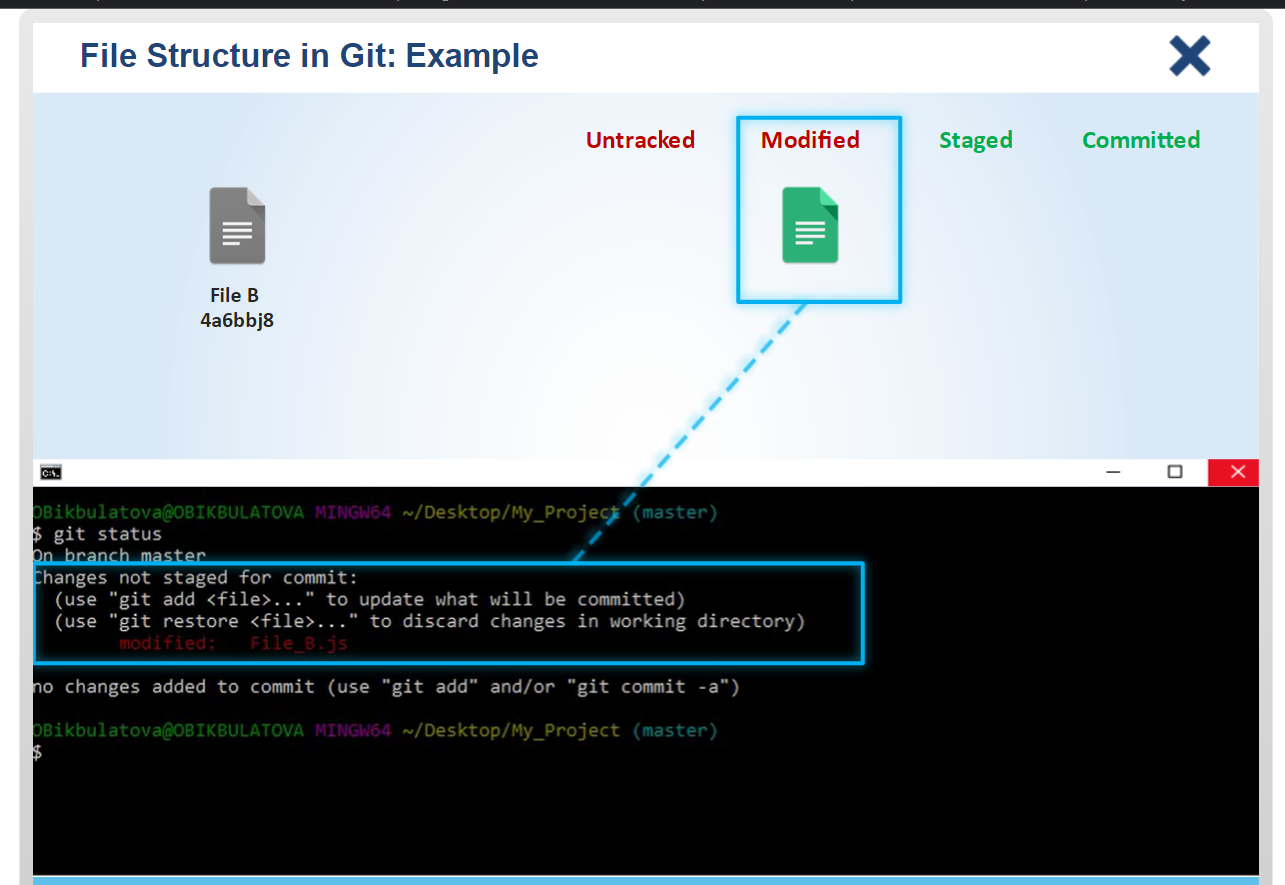 File Structure in Git: Example
Untracked
Modified
Staged
Committed
File B
4a6bbj8
C:\.
OBikbulatova@OBIKBULATOVA MINGW64 ~/Desktop/My_Project (master)
$ git status
On branch master
Changes not staged for commit:
(use "git add <file>..." to update what will be committed)
(use "git restore <file>..." to discard changes in working directory)
modified: File_B.js
no changes added to commit (use "git add" and/or "git commit -a")
OBikbulatova@OBIKBULATOVA MINGW64 ~/Desktop/My_Project (master)
$